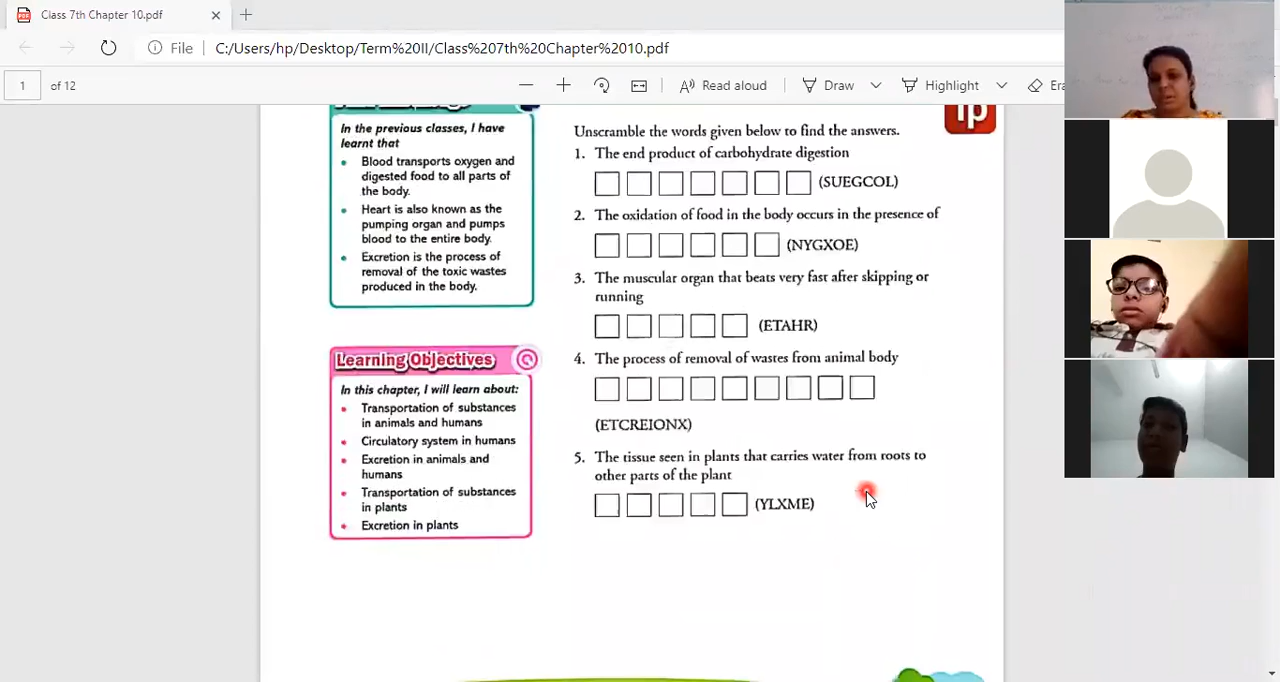 Class 7th Chapter 10.pdf
File
C:/Users/hp/Desktop/Term%20II/Class%207th%20Chapter%2010.pdf
1 of 12
Read aloud
Draw
Highlight
In the previous classes, I have
learnt that
Blood transports oxygen and
digested food to all parts of
the body.
Heart is also known as the
pumping organ and pumps
blood to the entire body.
Excretion is the process of
removal of the toxic wastes
produced in the body.
Learning Objectives
In this chapter, I will learn about:
Transportation of substances
in animals and humans
Circulatory system in humans
Excretion in animals and
humans
Transportation of substances
in plants
Excretion in plants
Unscramble the words given below to find the answers.
1. The end product of carbohydrate digestion
(SUEGCOL)
2. The oxidation of food in the body occurs in the presence of
(NYGXOE)
3. The muscular organ that beats very fast after skipping or
running
(ETAHR)
4. The process of removal of wastes from animal body
(ETCREIONX)
5. The tissue seen in plants that carries water from roots to
other parts of the plant
(YLXME)